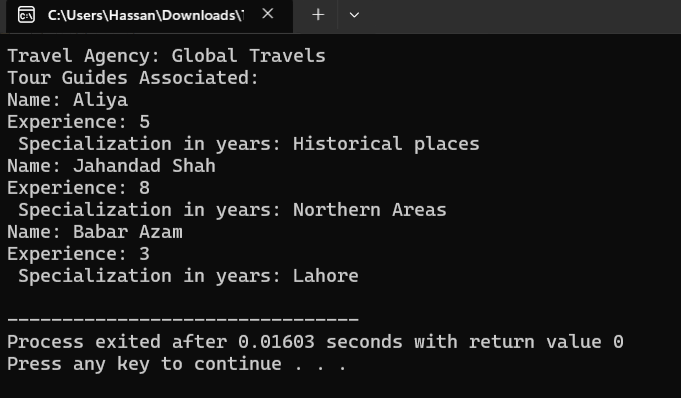 C:\Users\Hassan\Downloads\
Travel Agency: Global Travels
Tour Guides Associated:
Name: Aliya
Experience: 5
 Specialization in years: Historical places
Name: Jahandad Shah
Experience: 8
 Specialization in years: Northern Areas
Name: Babar Azam
Experience: 3
 Specialization in years: Lahore
--------------------------------
Process exited after 0.01603 seconds with return value 0
Press any key to continue . . .